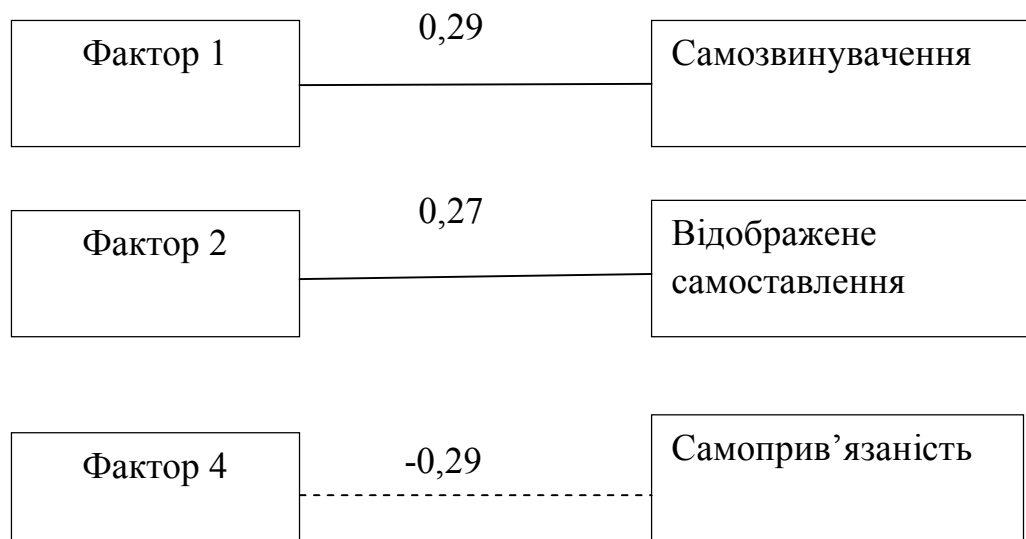 0,29
Фактор 1
Самозвинувачення
0,27
Фактор 2
Відображене
самоставлення
-0,29
Фактор 4
Самоприв’язаність